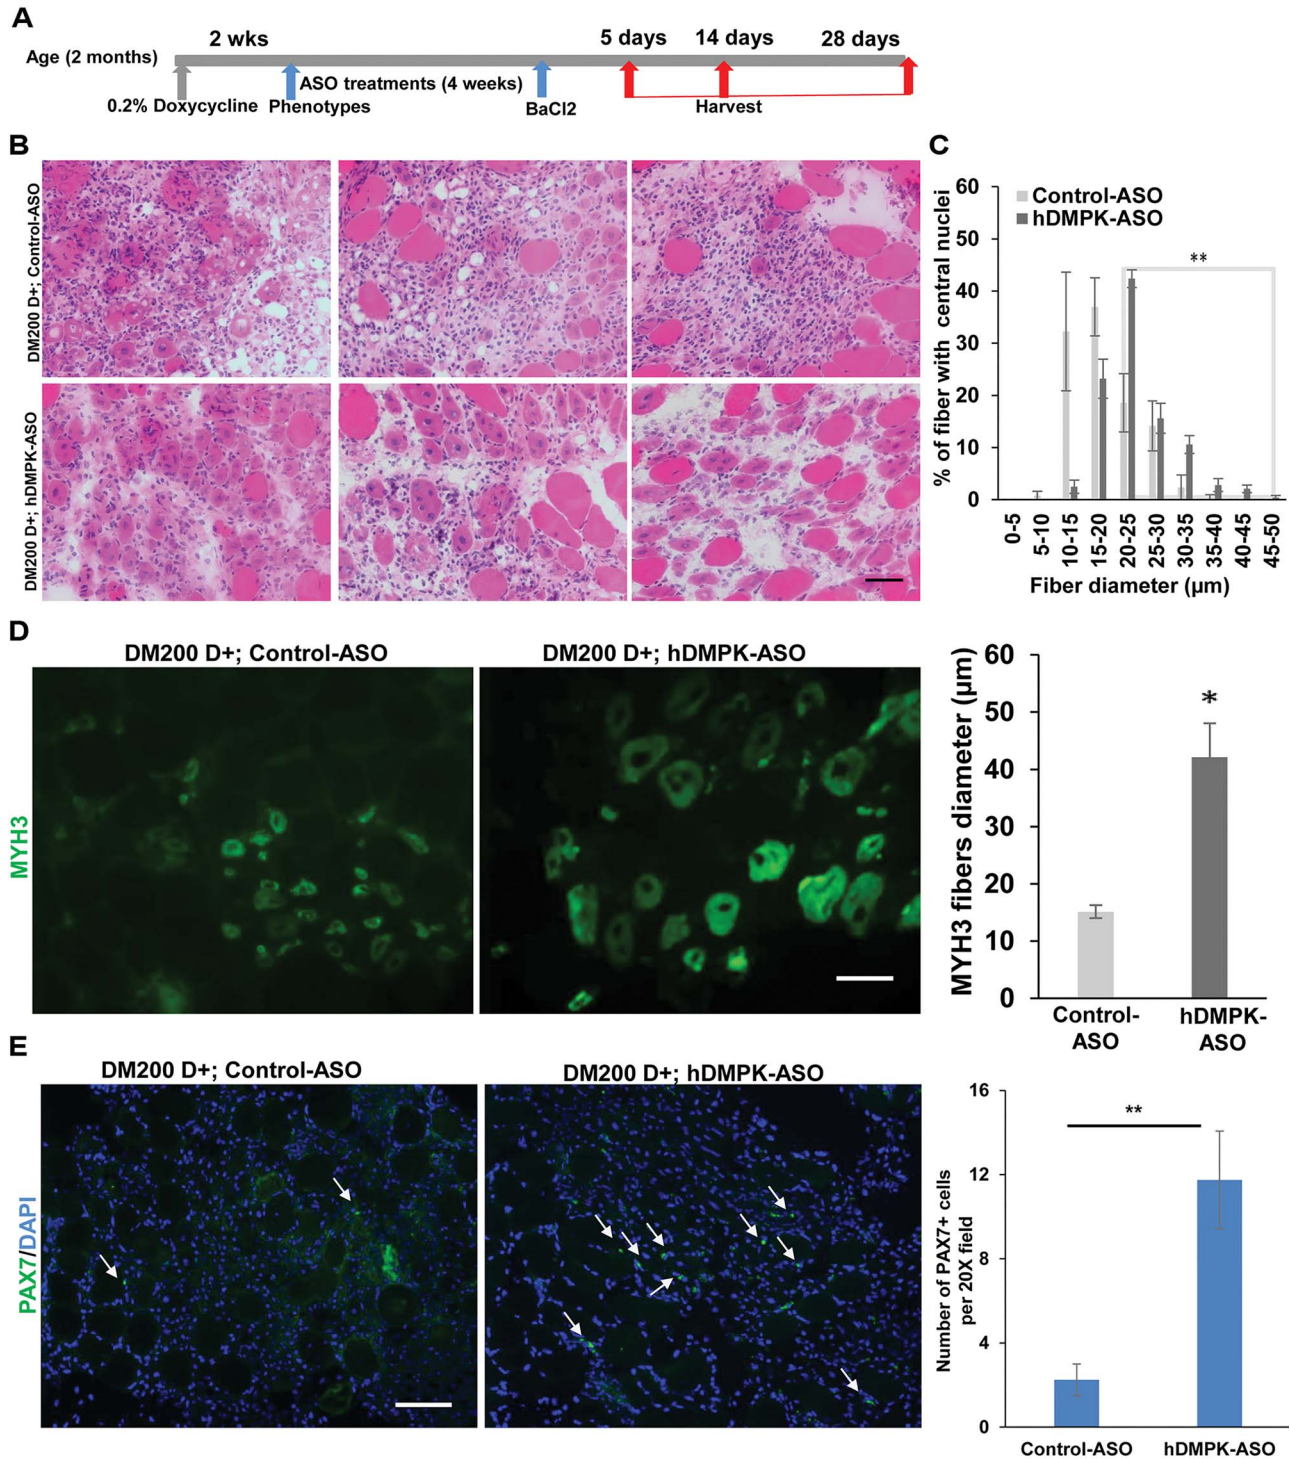 A
2 wks
5 days
14 days
28 days
Age (2 months)
ASO treatments (4 weeks)
0.2% Doxycycline
Phenotypes
BaCl2
Harvest
B
DM200 D+; Control-ASO
DM200 D+; hDMPK-ASO
C
% of fiber with central nuclei
60
50
40
30
20
10
0
Control-ASO
hDMPK-ASO
**
0-5
5-10
10-15
15-20
20-25
25-30
30-35
35-40
40-45
45-50
Fiber diameter (µm)
D
DM200 D+; Control-ASO
DM200 D+; hDMPK-ASO
MYH3
MYH3 fibers diameter (µm)
60
50
40
30
20
10
0
*
Control-
ASO
hDMPK-
ASO
E
DM200 D+; Control-ASO
DM200 D+; hDMPK-ASO
PAX7/DAPI
Number of PAX7+ cells
per 20X field
16
12
8
4
0
**
Control-ASO
hDMPK-ASO